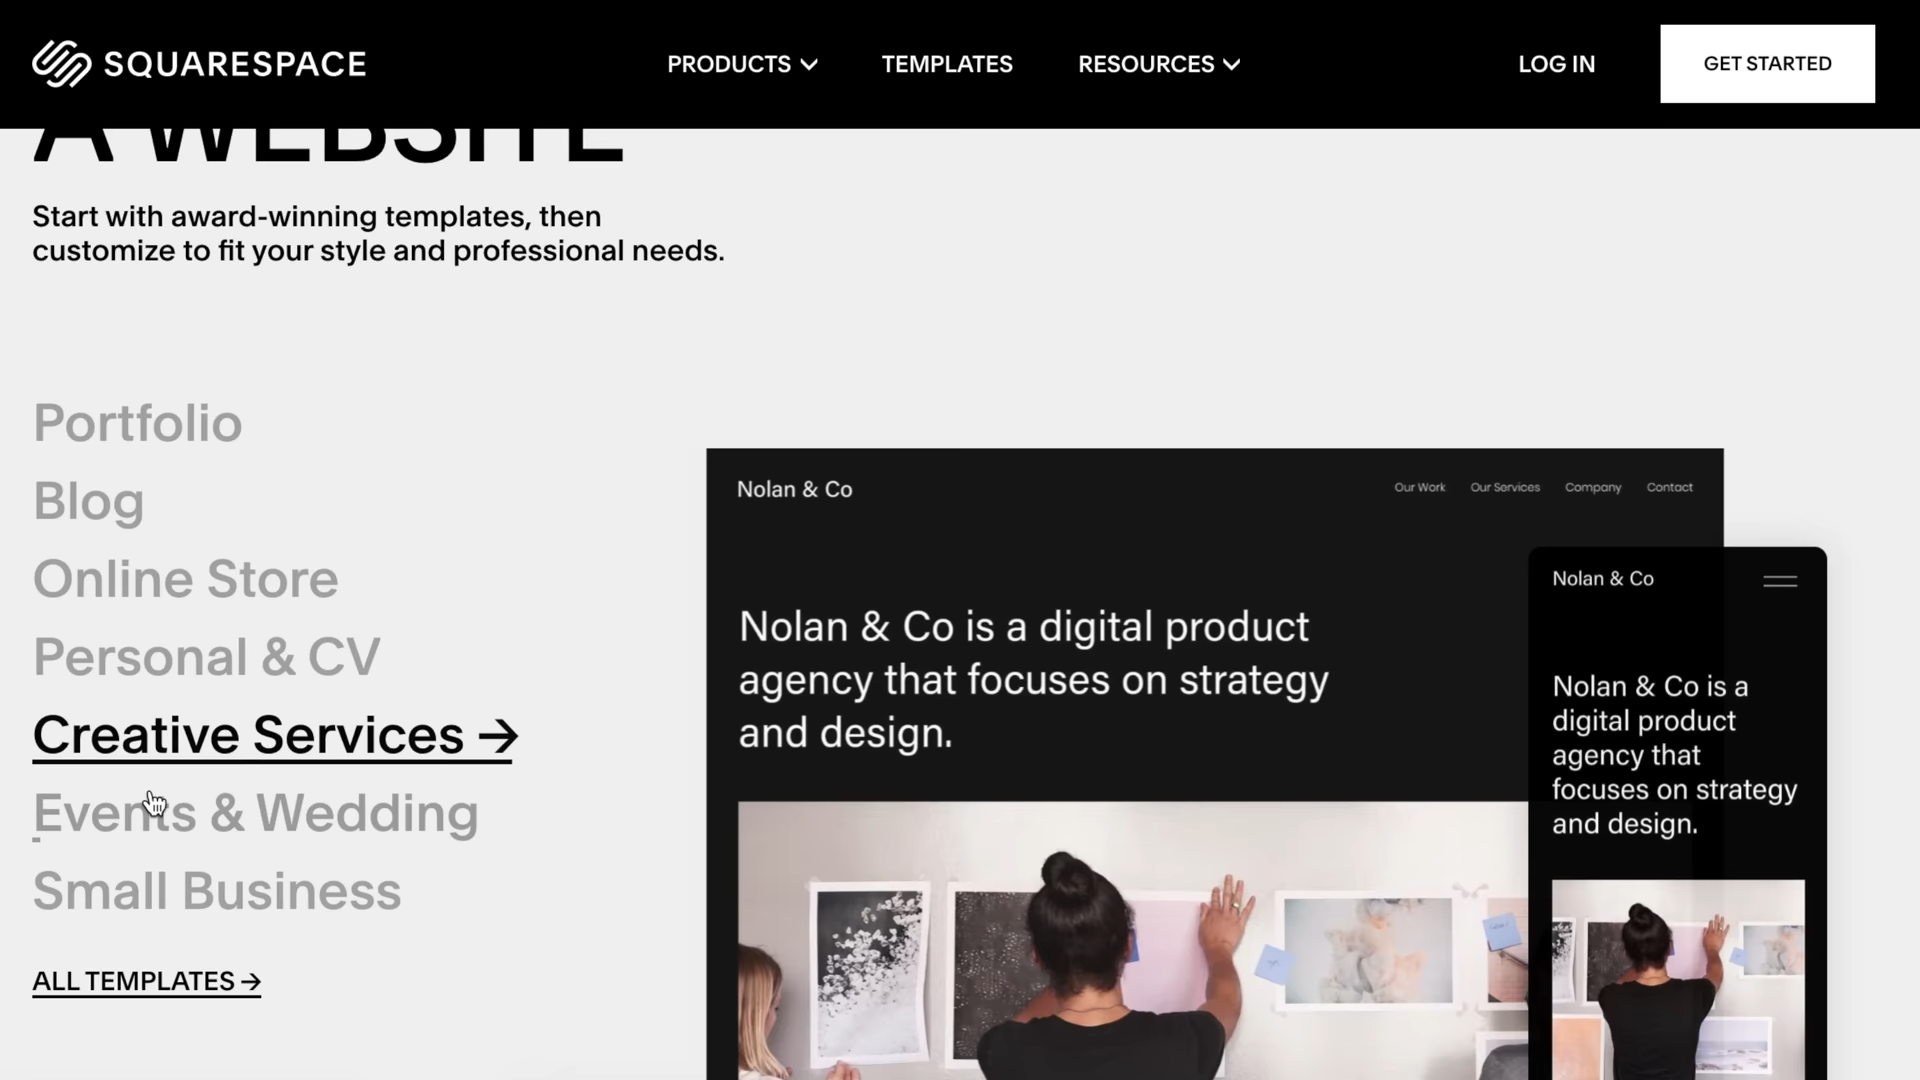 SQUARESPACE
PRODUCTS
TEMPLATES
RESOURCES
LOG IN
GET STARTED
A WEBSITE
Start with award-winning templates, then
customize to fit your style and professional needs.
Portfolio
Blog
Online Store
Personal & CV
Creative Services →
Events & Wedding
Small Business
ALL TEMPLATES →
Nolan & Co
Our Work
Our Services
Company
Contact
Nolan & Co is a digital product
agency that focuses on strategy
and design.
Nolan & Co
Nolan & Co is a
digital product
agency that
focuses on strategy
and design.